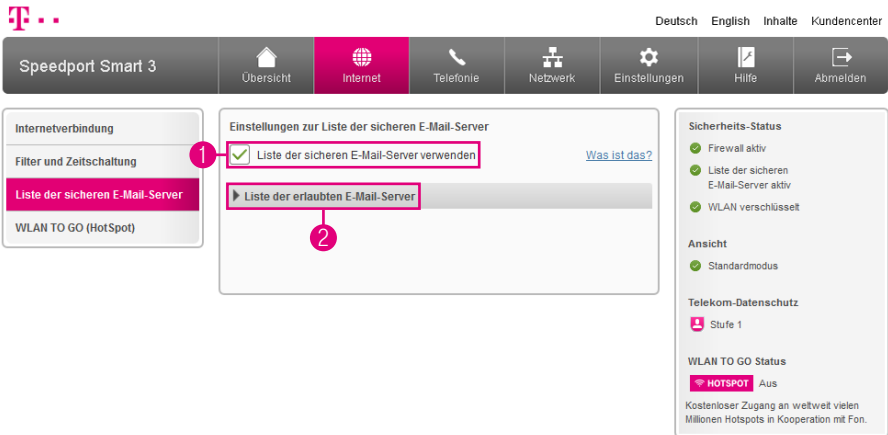 T
Deutsch English Inhalte Kundencenter
Speedport Smart 3
Übersicht
Internet
Telefonie
Netzwerk
Einstellungen
Hilfe
Abmelden
Internetverbindung
Filter und Zeitschaltung
Liste der sicheren E-Mail-Server
WLAN TO GO (HotSpot)
Einstellungen zur Liste der sicheren E-Mail-Server
1
Liste der sicheren E-Mail-Server verwenden
Was ist das?
Liste der erlaubten E-Mail-Server
2
Sicherheits-Status
Firewall aktiv
Liste der sicheren
E-Mail-Server aktiv
WLAN verschlüsselt
Ansicht
Standardmodus
Telekom-Datenschutz
Stufe 1
WLAN TO GO Status
HOTSPOT Aus
Kostenloser Zugang an weltweit vielen
Millionen Hotspots in Kooperation mit Fon.